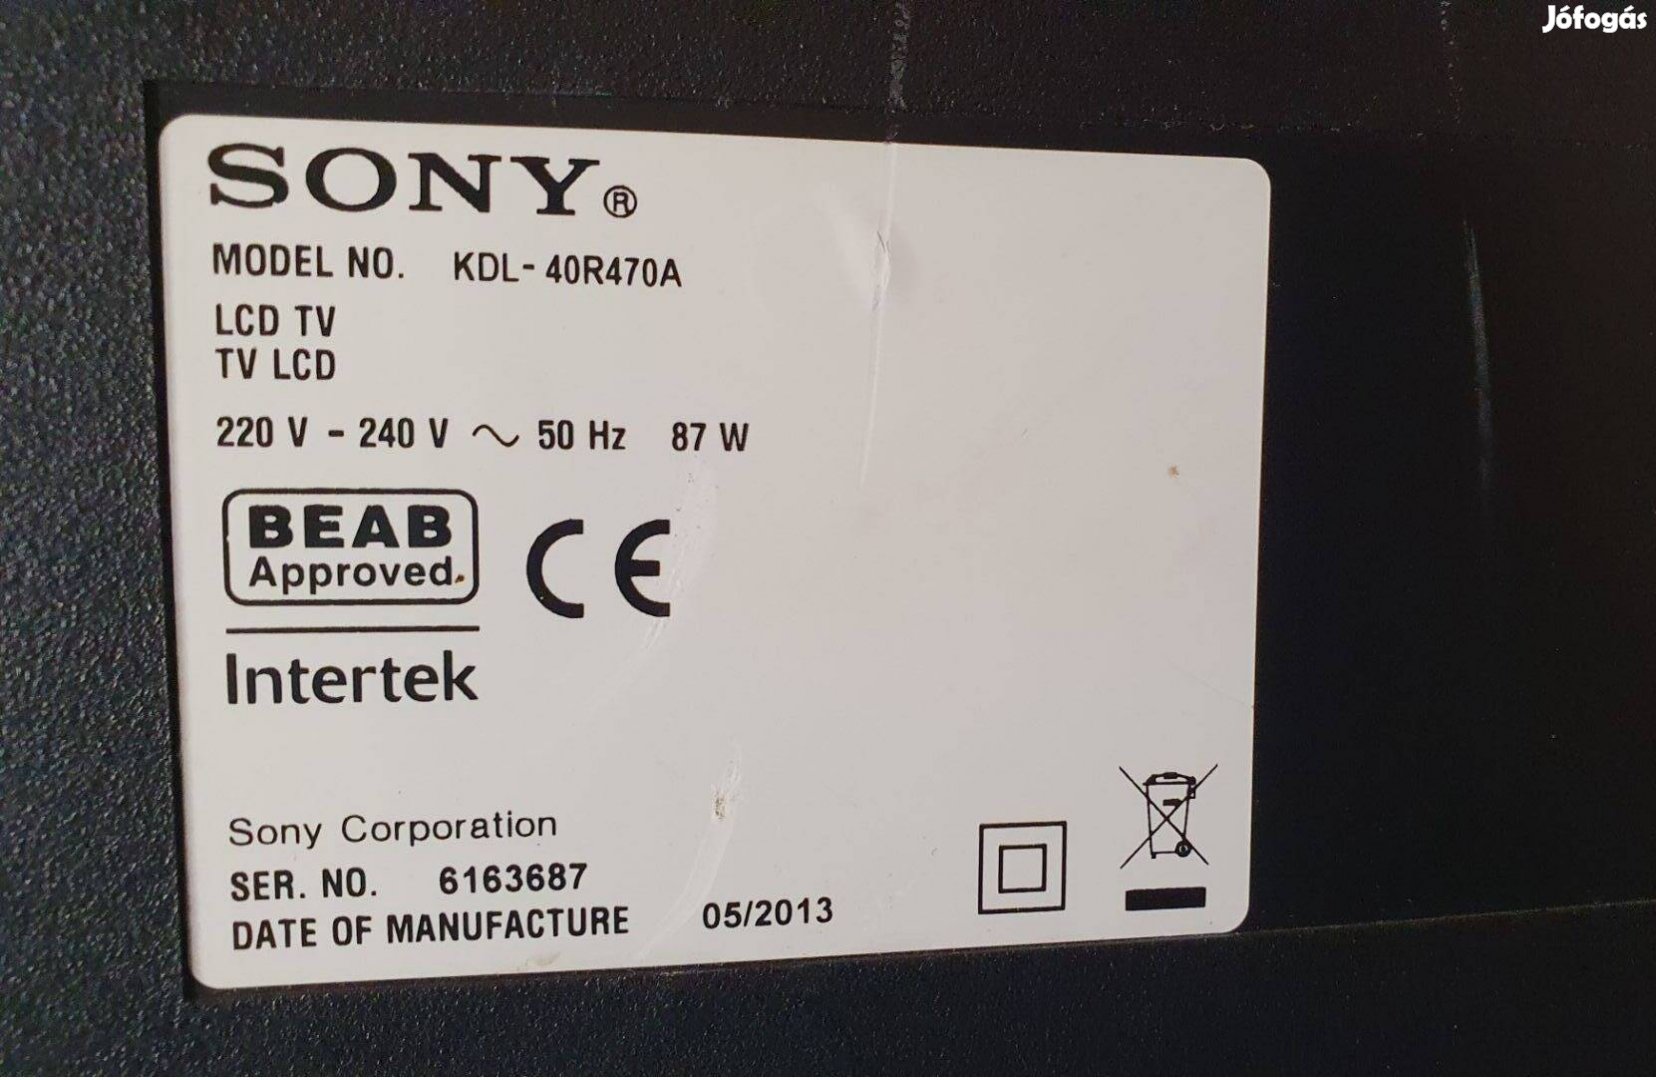 Jófogás
SONY®
MODEL NO. KDL-40R470A
LCD TV
TV LCD
220 V - 240 V ~ 50 Hz 87 W
BEAB
Approved.
CE
Intertek
Sony Corporation
SER. NO. 6163687
DATE OF MANUFACTURE 05/2013